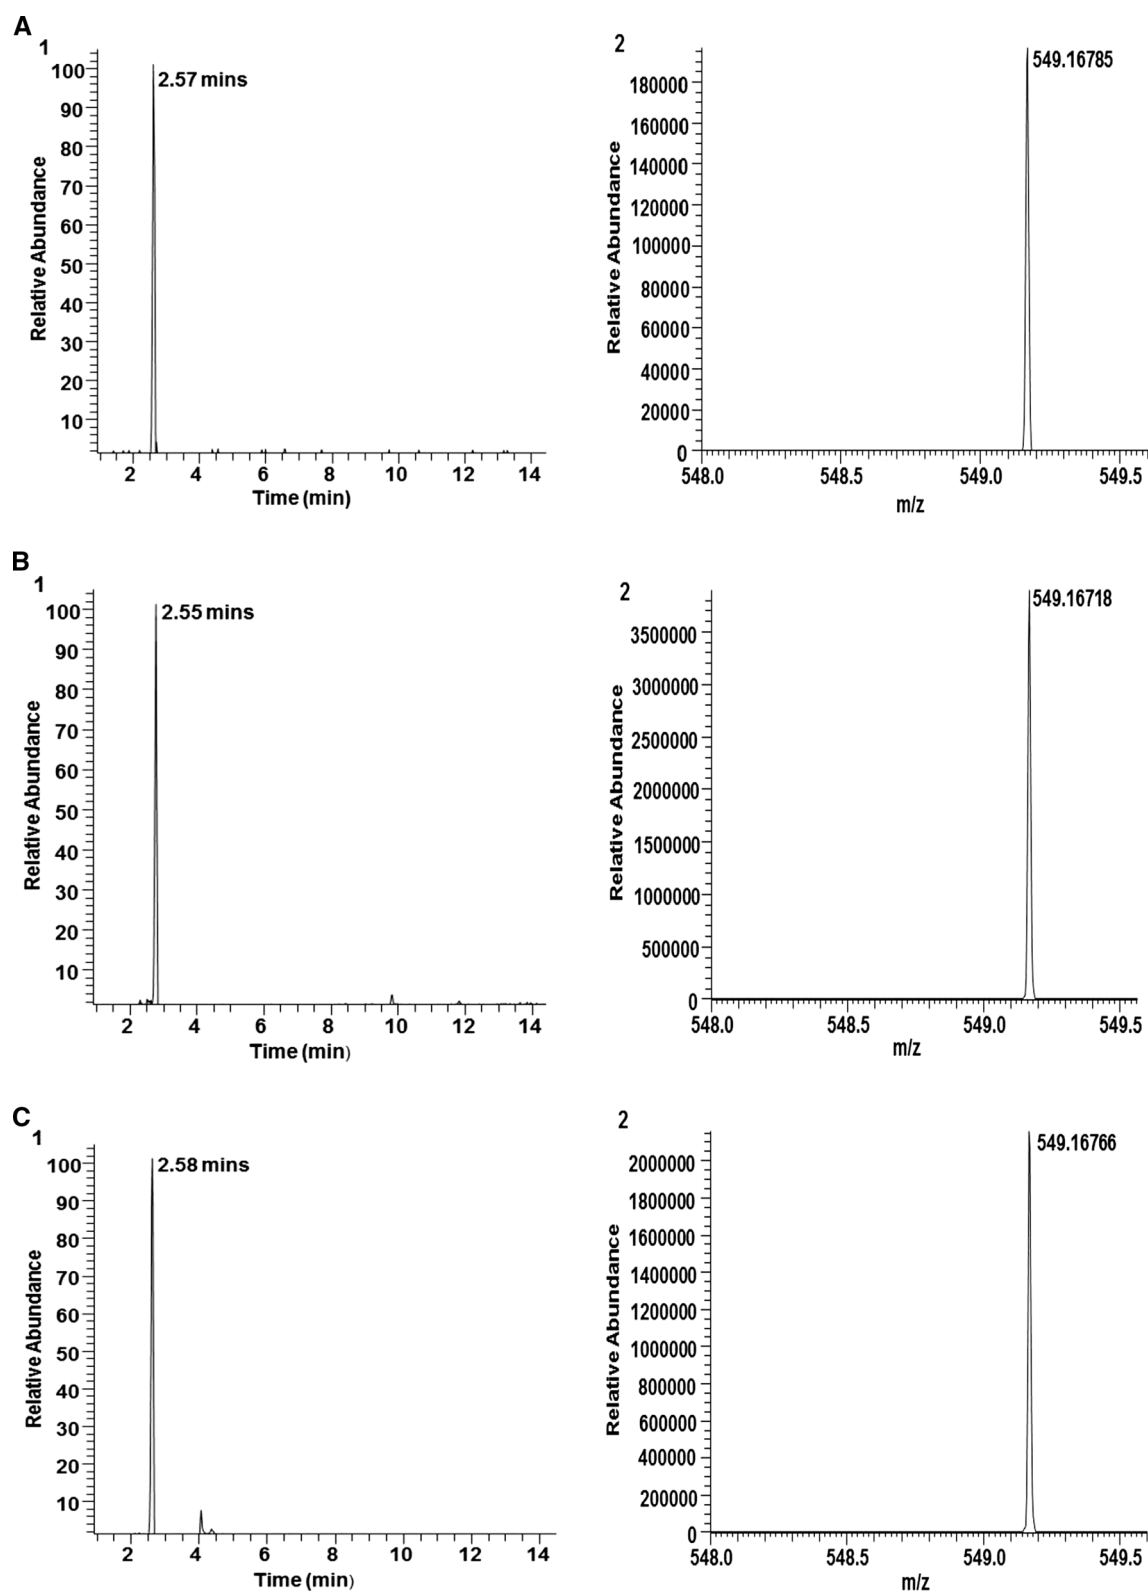 A
1
2.57 mins
100
90
80
70
60
50
40
30
20
10
Relative Abundance
2 4 6 8 10 12 14
Time (min)
2
549.16785
180000
160000
140000
120000
100000
80000
60000
40000
20000
0
Relative Abundance
548.0 548.5 549.0 549.5
m/z
B
1
2.55 mins
100
90
80
70
60
50
40
30
20
10
Relative Abundance
2 4 6 8 10 12 14
Time (min)
2
549.16718
3500000
3000000
2500000
2000000
1500000
1000000
500000
0
Relative Abundance
548.0 548.5 549.0 549.5
m/z
C
1
2.58 mins
100
90
80
70
60
50
40
30
20
10
Relative Abundance
2 4 6 8 10 12 14
Time (min)
2
549.16766
2000000
1800000
1600000
1400000
1200000
1000000
800000
600000
400000
200000
0
Relative Abundance
548.0 548.5 549.0 549.5
m/z